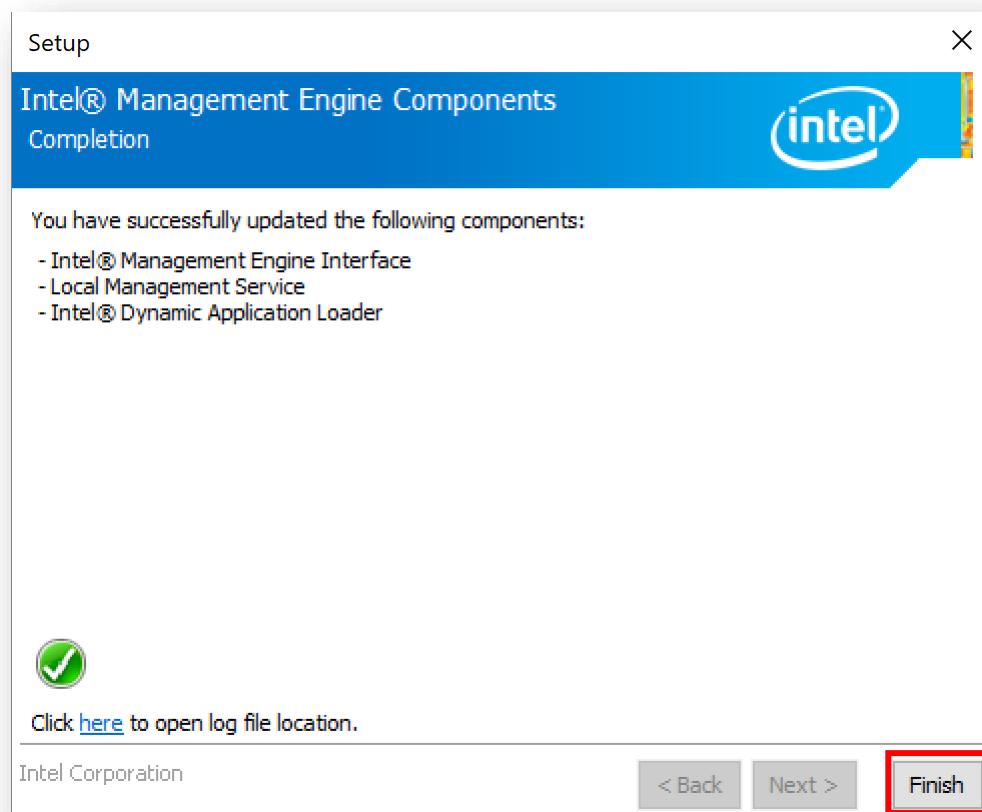 Setup
Intel® Management Engine Components
Completion
intel
You have successfully updated the following components:
- Intel® Management Engine Interface
- Local Management Service
- Intel® Dynamic Application Loader
Click here to open log file location.
Intel Corporation
< Back
Next >
Finish